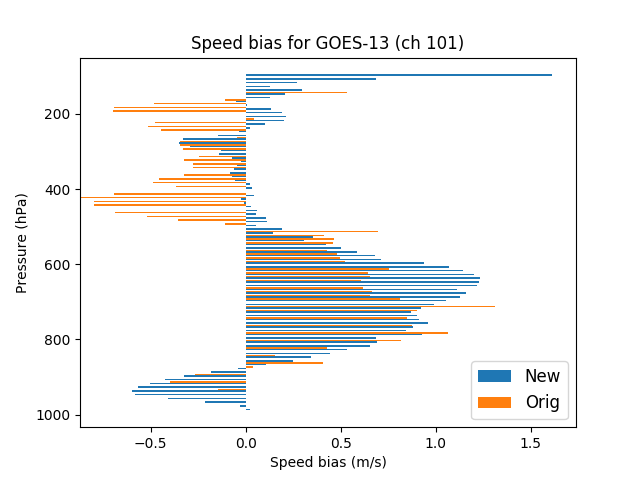 Speed bias for GOES-13 (ch 101)
Pressure (hPa)
200
400
600
800
1000
−0.5
0.0
0.5
1.0
1.5
Speed bias (m/s)
New
Orig